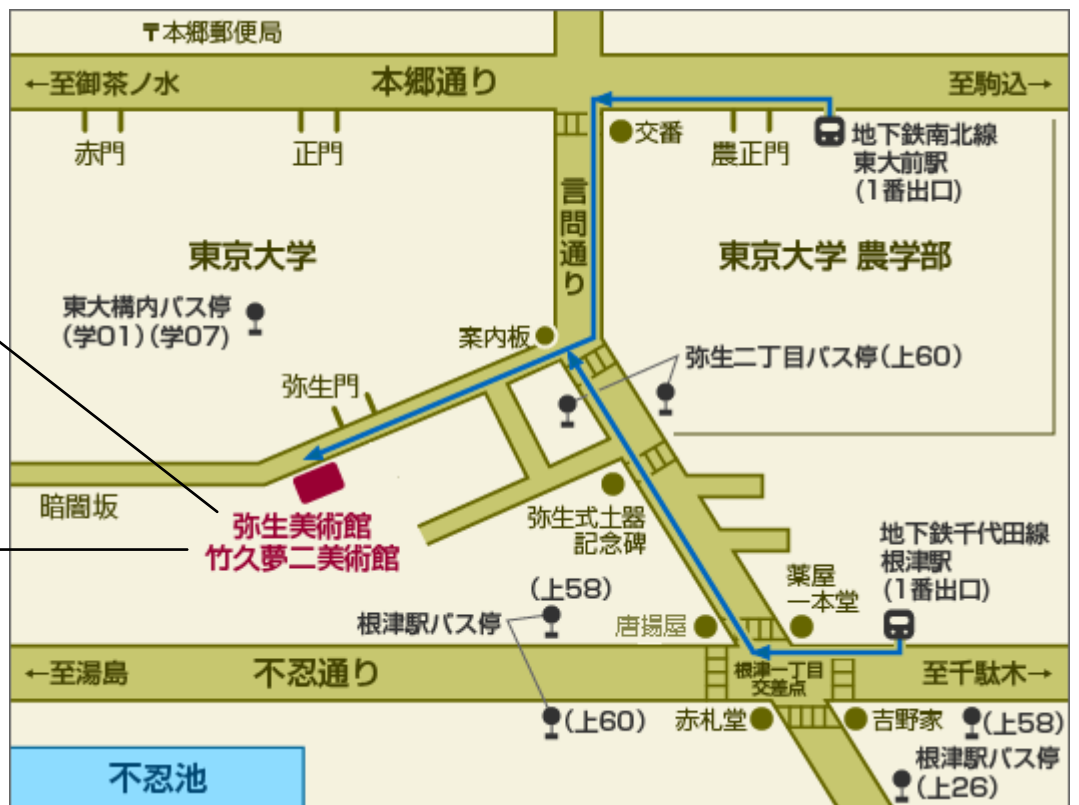 〒本郷郵便局
←至御茶ノ水
本郷通り
至駒込→
赤門
正門
交番
農正門
地下鉄南北線
東大前駅
(1番出口)
言問通り
東京大学
東京大学 農学部
東大構内バス停
(学01)(学07)
案内板
弥生二丁目バス停(上60)
弥生門
暗闇坂
弥生美術館
竹久夢二美術館
弥生式土器
記念碑
地下鉄千代田線
根津駅
(1番出口)
薬屋
一本堂
(上58)
根津駅バス停
唐揚屋
←至湯島
不忍通り
根津一丁目
交差点
至千駄木→
(上60)
赤札堂
吉野家
(上58)
根津駅バス停
(上26)
不忍池